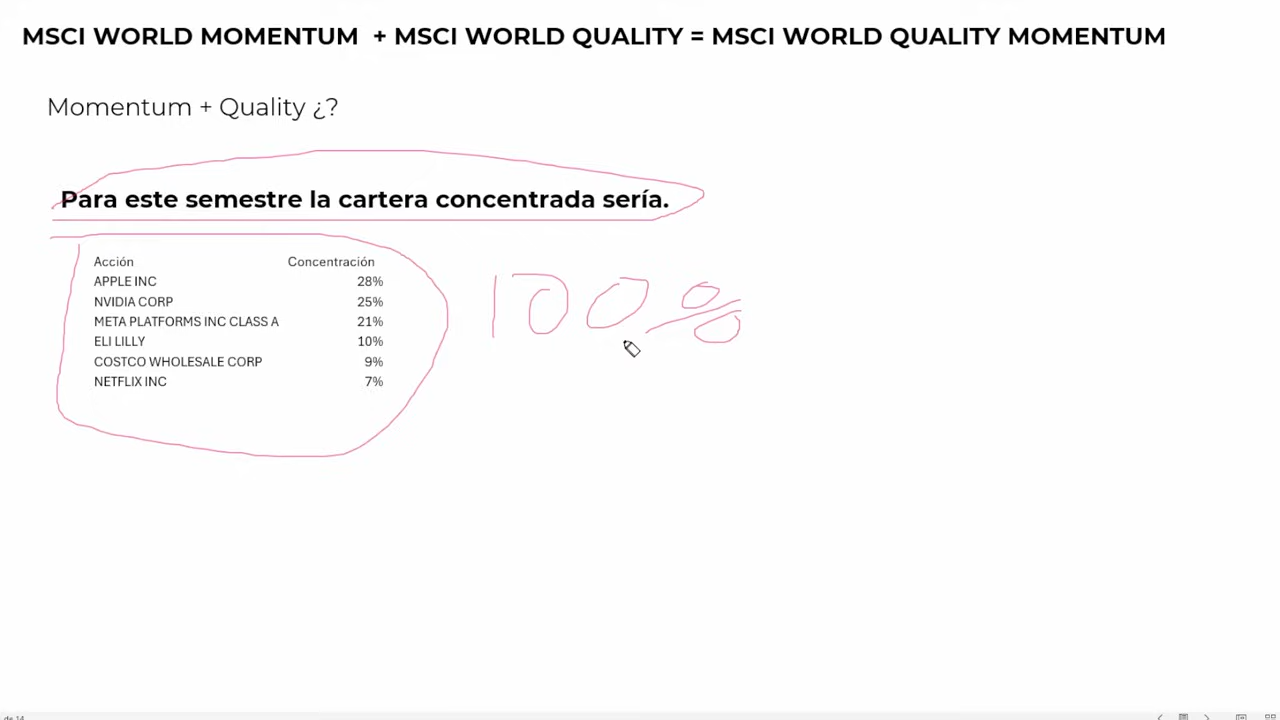 MSCI WORLD MOMENTUM + MSCI WORLD QUALITY = MSCI WORLD QUALITY MOMENTUM
Momentum + Quality ¿?
Para este semestre la cartera concentrada sería.
Acción Concentración
APPLE INC 28%
NVIDIA CORP 25%
META PLATFORMS INC CLASS A 21%
ELI LILLY 10%
COSTCO WHOLESALE CORP 9%
NETFLIX INC 7%
100%
de 14